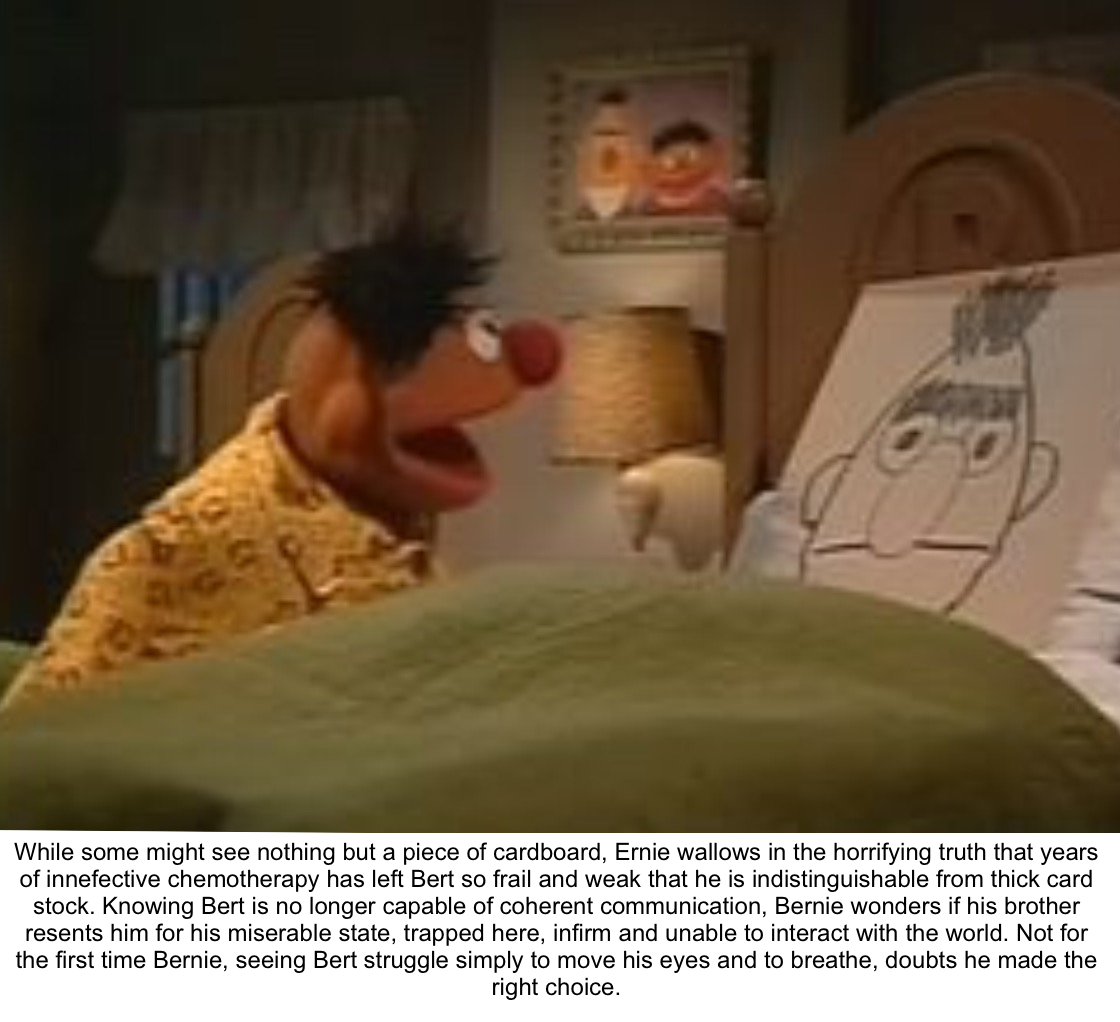 While some might see nothing but a piece of cardboard, Ernie wallows in the horrifying truth that years
of innefective chemotherapy has left Bert so frail and weak that he is indistinguishable from thick card
stock. Knowing Bert is no longer capable of coherent communication, Bernie wonders if his brother
resents him for his miserable state, trapped here, infirm and unable to interact with the world. Not for
the first time Bernie, seeing Bert struggle simply to move his eyes and to breathe, doubts he made the
right choice.